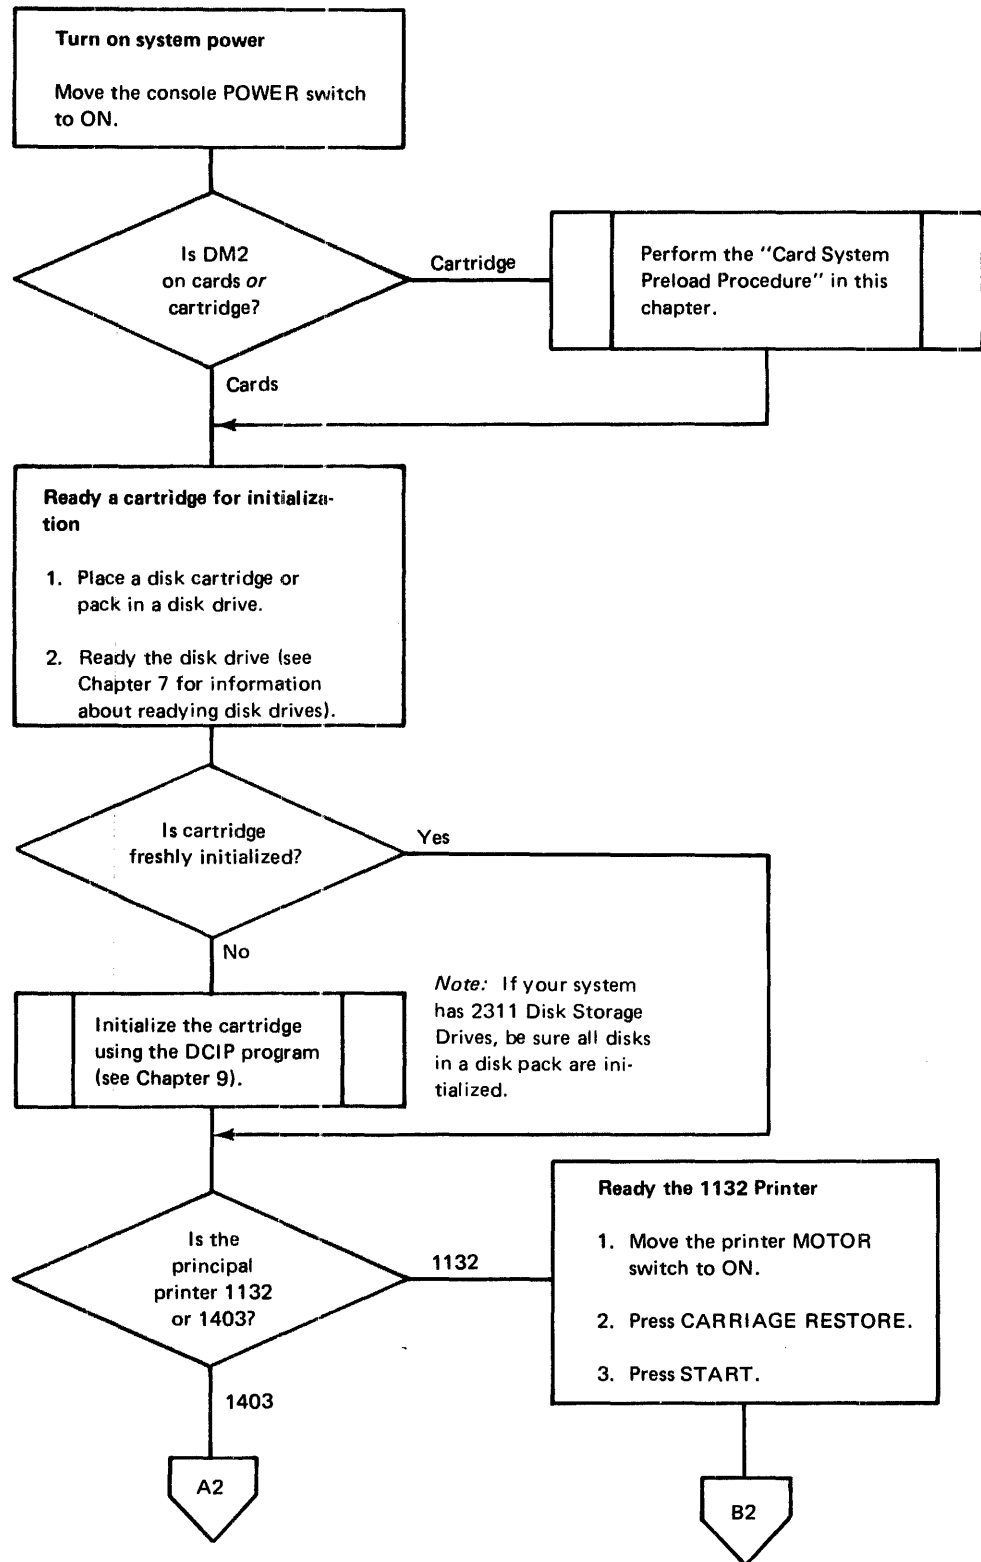 Turn on system power
Move the console POWER switch
to ON.
Is DM2
on cards or
cartridge?
Cartridge
Perform the "Card System
Preload Procedure" in this
chapter.
Cards
Ready a cartridge for initializa-
tion
1. Place a disk cartridge or
pack in a disk drive.
2. Ready the disk drive (see
Chapter 7 for information
about readying disk drives).
Is cartridge
freshly initialized?
Yes
No
Initialize the cartridge
using the DCIP program
(see Chapter 9).
Note: If your system
has 2311 Disk Storage
Drives, be sure all disks
in a disk pack are ini-
tialized.
Is the
principal
printer 1132
or 1403?
1132
Ready the 1132 Printer
1. Move the printer MOTOR
switch to ON.
2. Press CARRIAGE RESTORE.
3. Press START.
1403
A2
B2